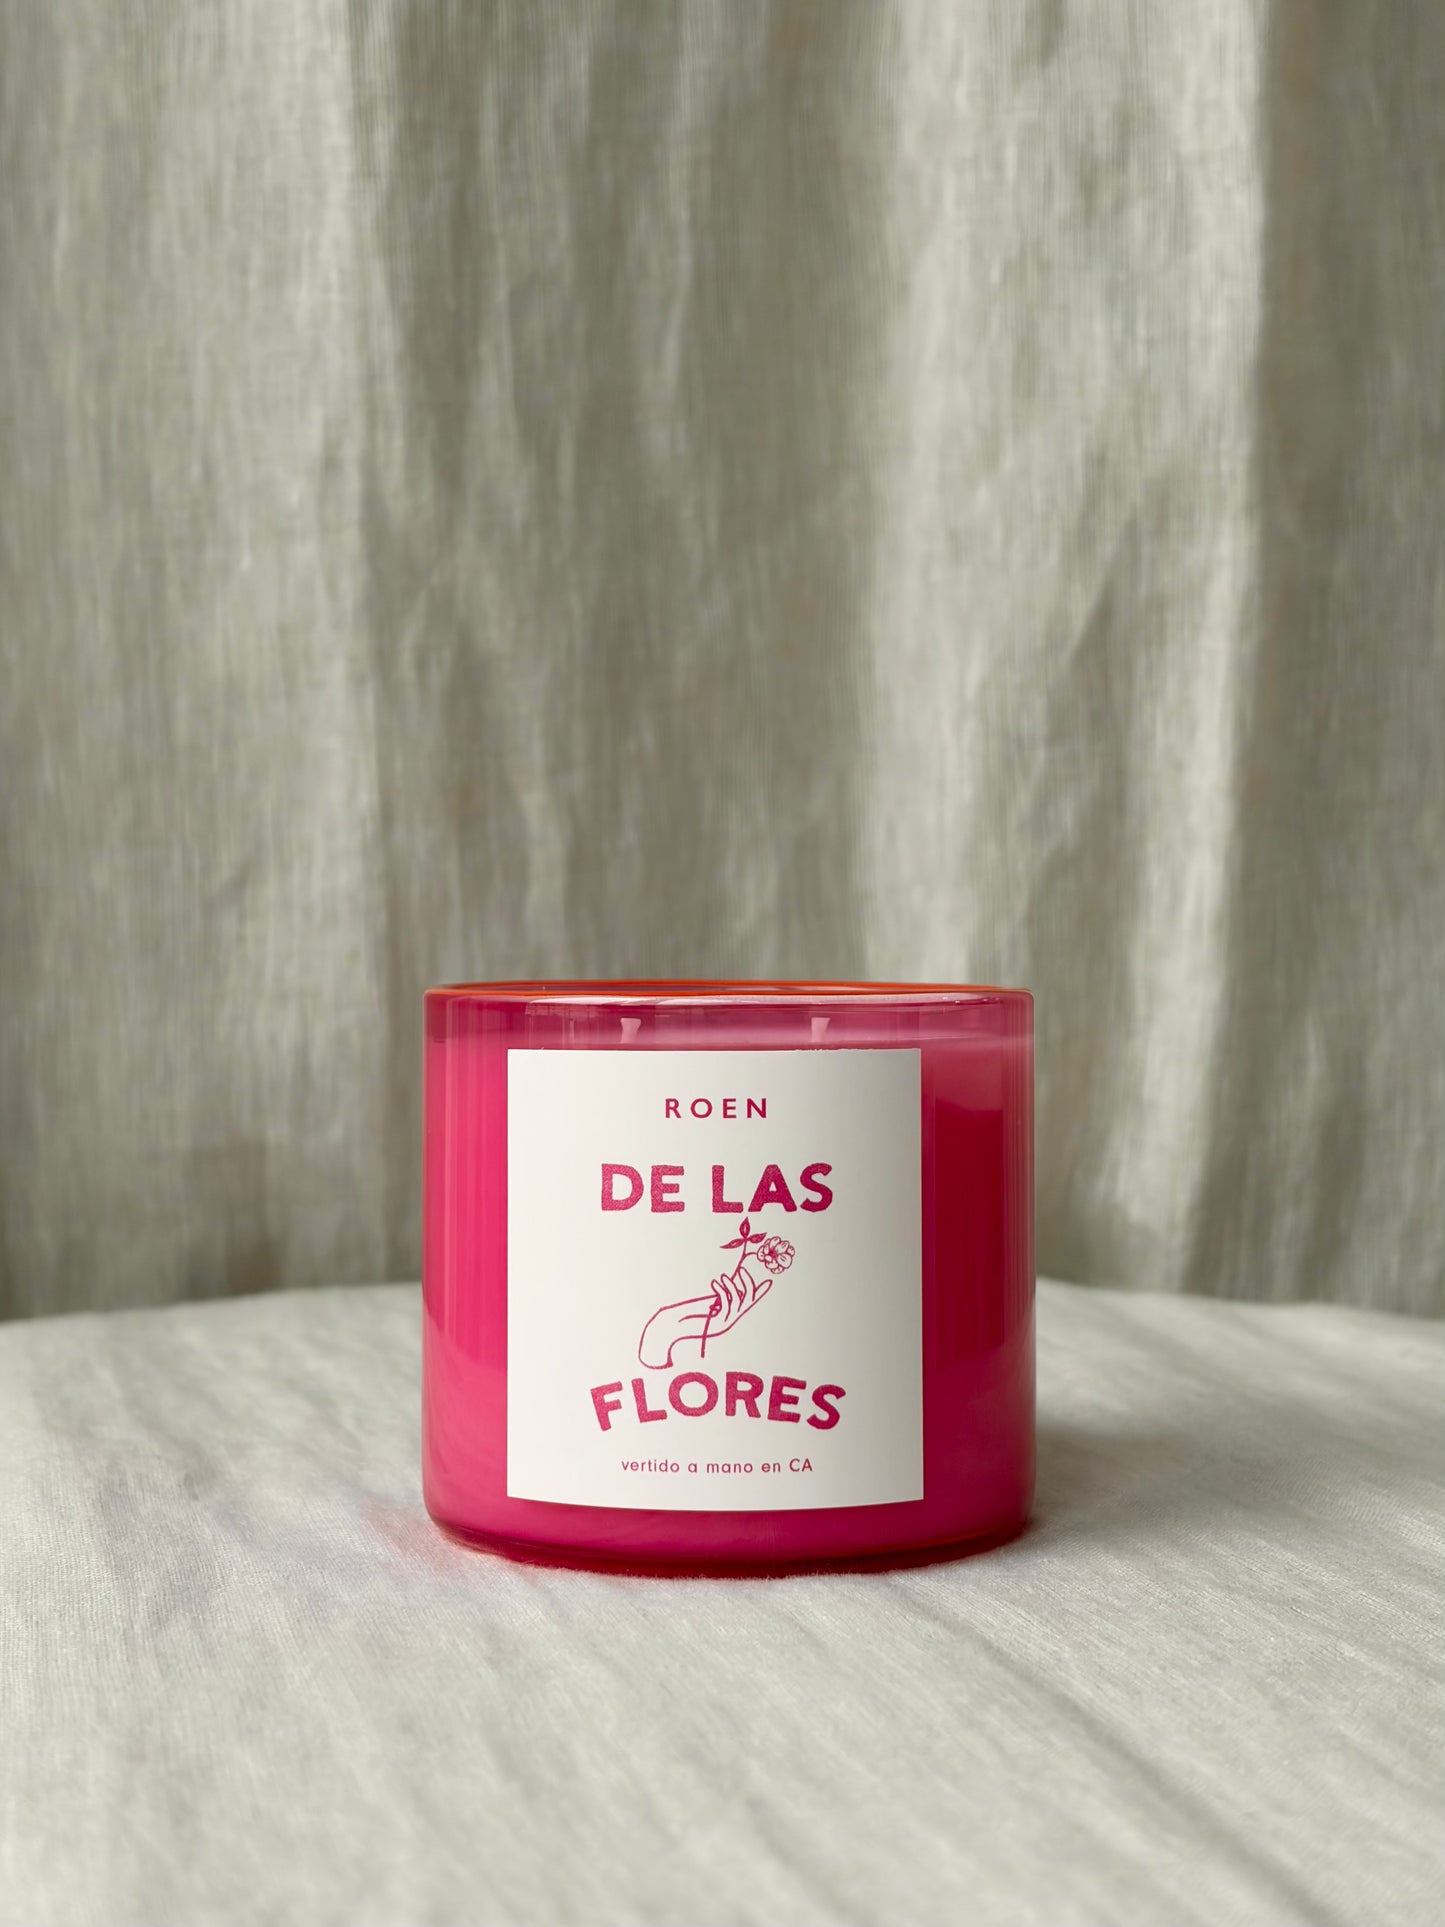 ROEN
DE LAS
FLORES
vertido a mano en CA